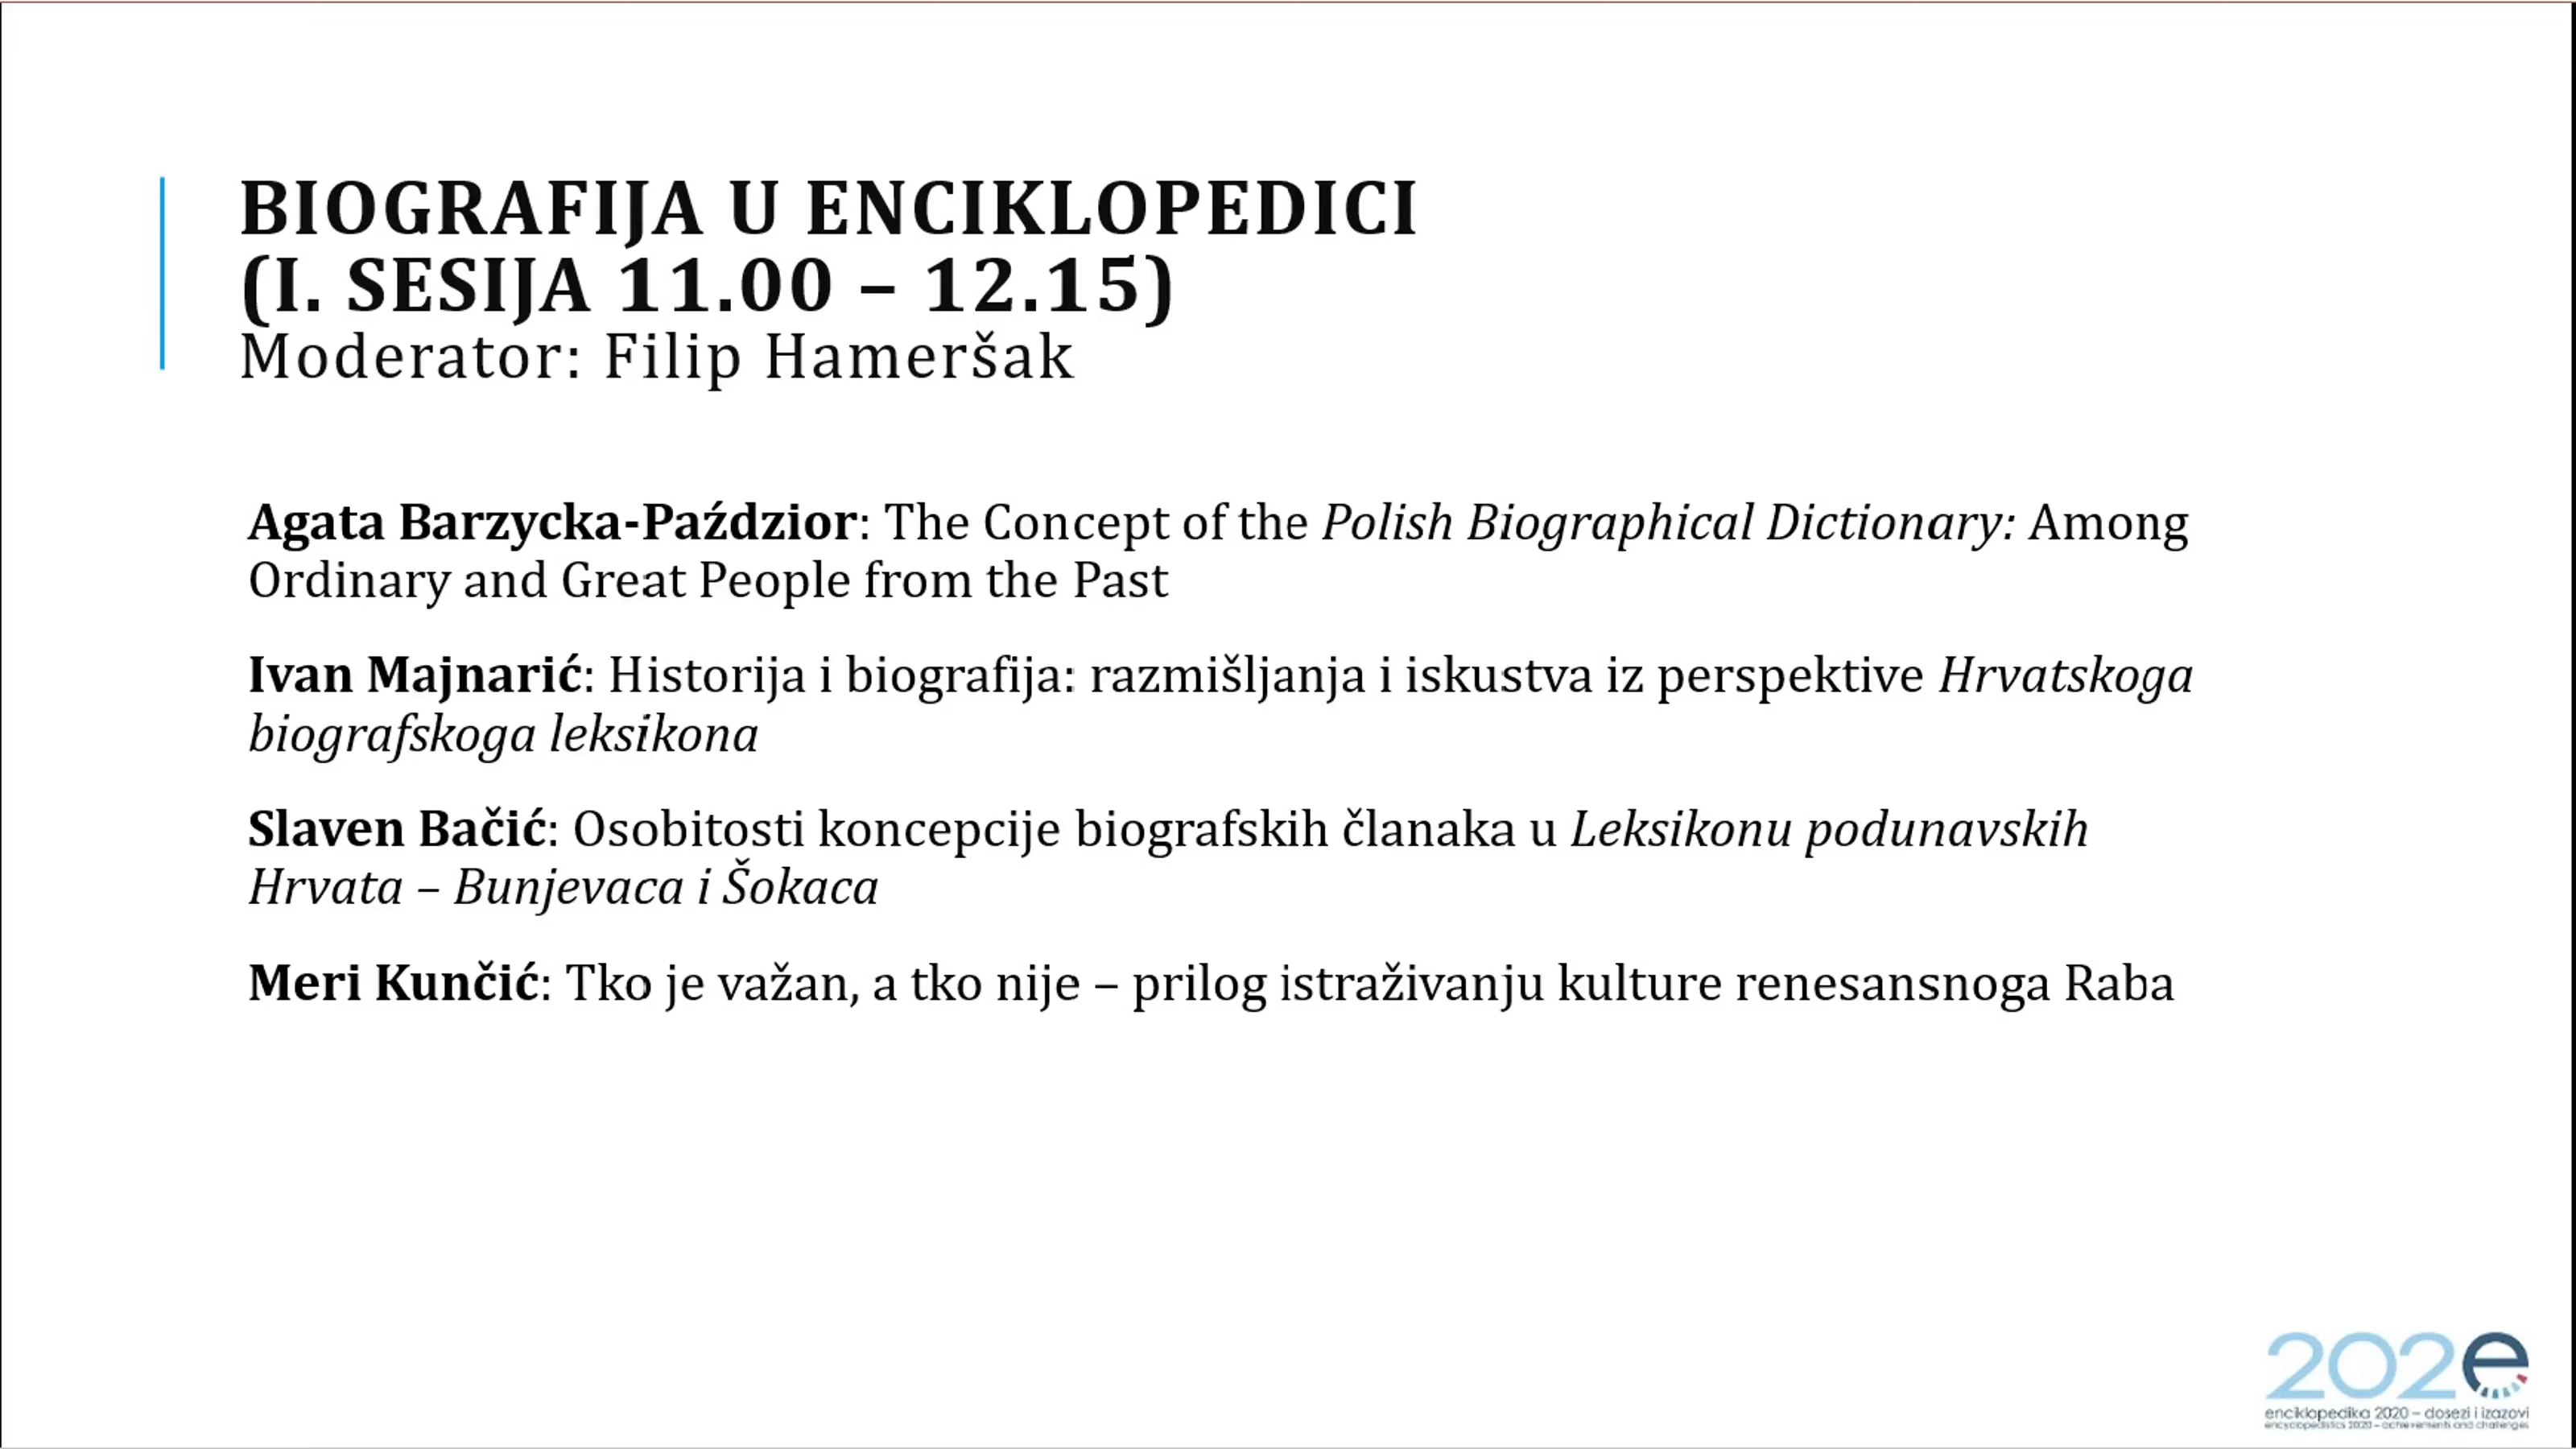 BIOGRAFIJA U ENCIKLOPEDICI
(I. SESIJA 11.00 – 12.15)
Moderator: Filip Hameršak
Agata Barzycka-Paździor: The Concept of the Polish Biographical Dictionary: Among
Ordinary and Great People from the Past
Ivan Majnarić: Historija i biografija: razmišljanja i iskustva iz perspektive Hrvatskoga
biografskoga leksikona
Slaven Bačić: Osobitosti koncepcije biografskih članaka u Leksikonu podunavskih
Hrvata – Bunjevaca i Šokaca
Meri Kunčić: Tko je važan, a tko nije – prilog istraživanju kulture renesansnoga Raba
202e
enciklopedika 2020 – dosezi i izazovi
encyclopedistics 2020 – achievements and challenges